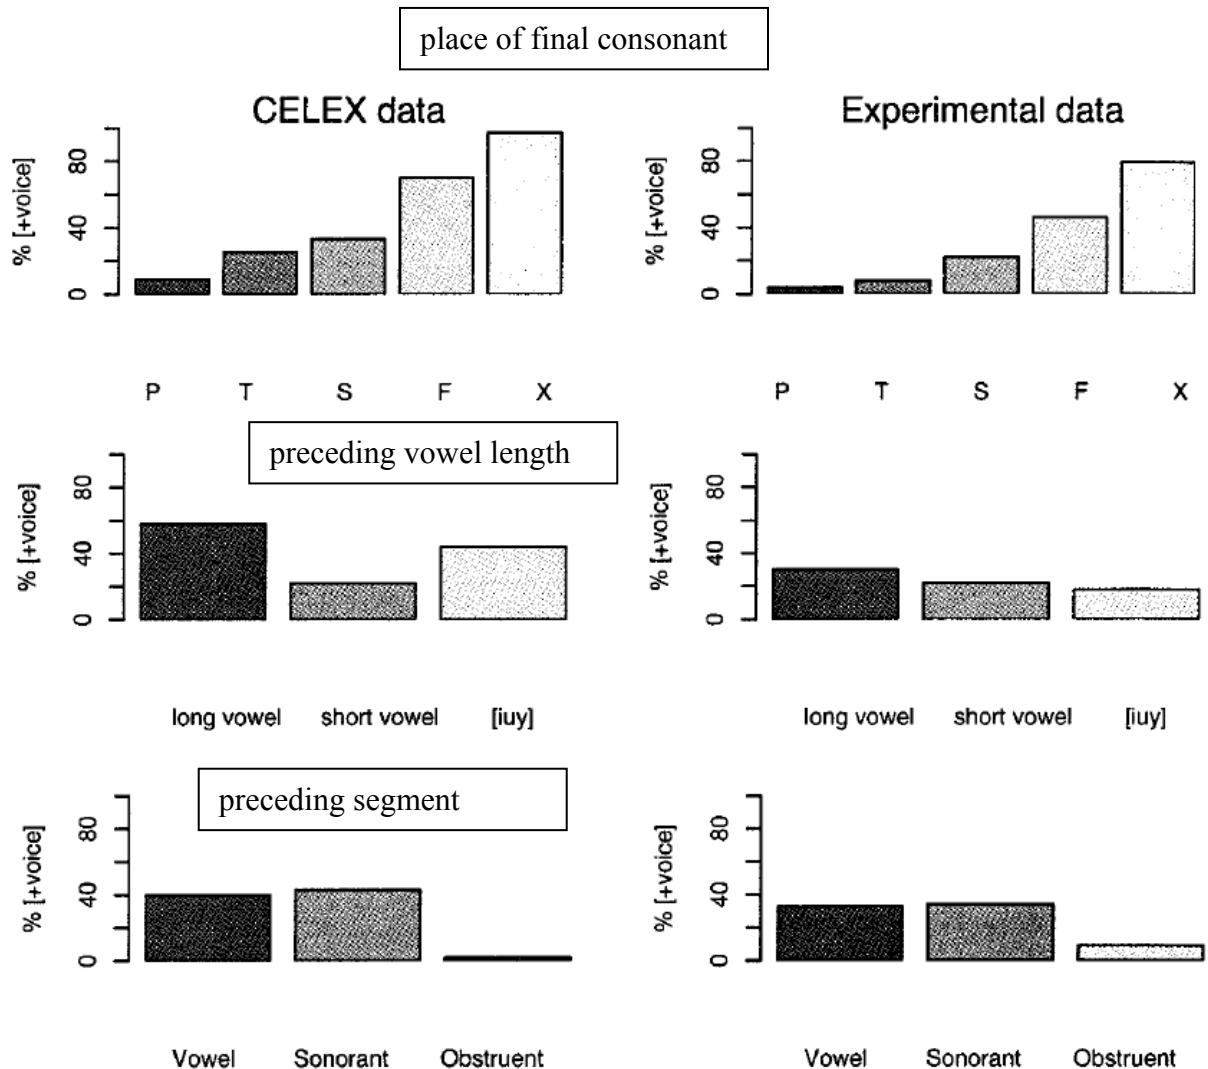 place of final consonant
CELEX data
Experimental data
% [+voice]
80
40
0
P T S F X
% [+voice]
80
40
0
P T S F X
preceding vowel length
% [+voice]
80
40
0
long vowel short vowel [iuy]
% [+voice]
80
40
0
long vowel short vowel [iuy]
preceding segment
% [+voice]
80
40
0
Vowel Sonorant Obstruent
% [+voice]
80
40
0
Vowel Sonorant Obstruent